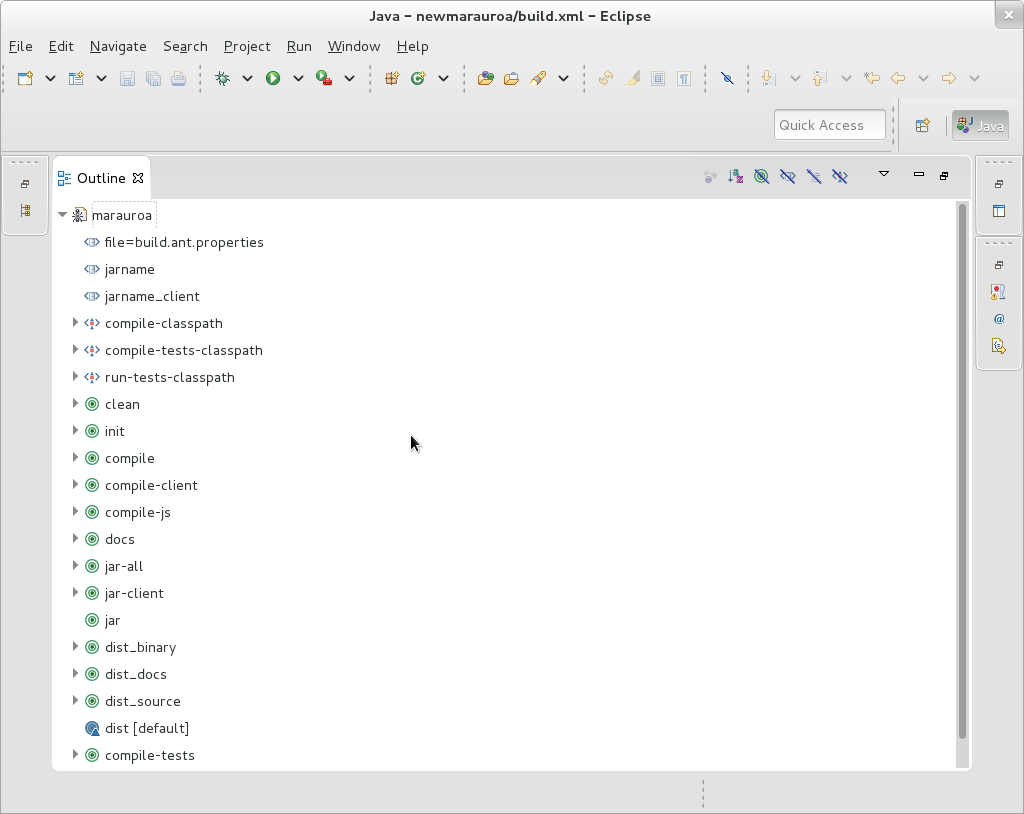 Java – newmarauroa/build.xml – Eclipse
File Edit Navigate Search Project Run Window Help
Quick Access
Java
Outline
marauroa
file=build.ant.properties
jarname
jarname_client
compile-classpath
compile-tests-classpath
run-tests-classpath
clean
init
compile
compile-client
compile-js
docs
jar-all
jar-client
jar
dist_binary
dist_docs
dist_source
dist [default]
compile-tests